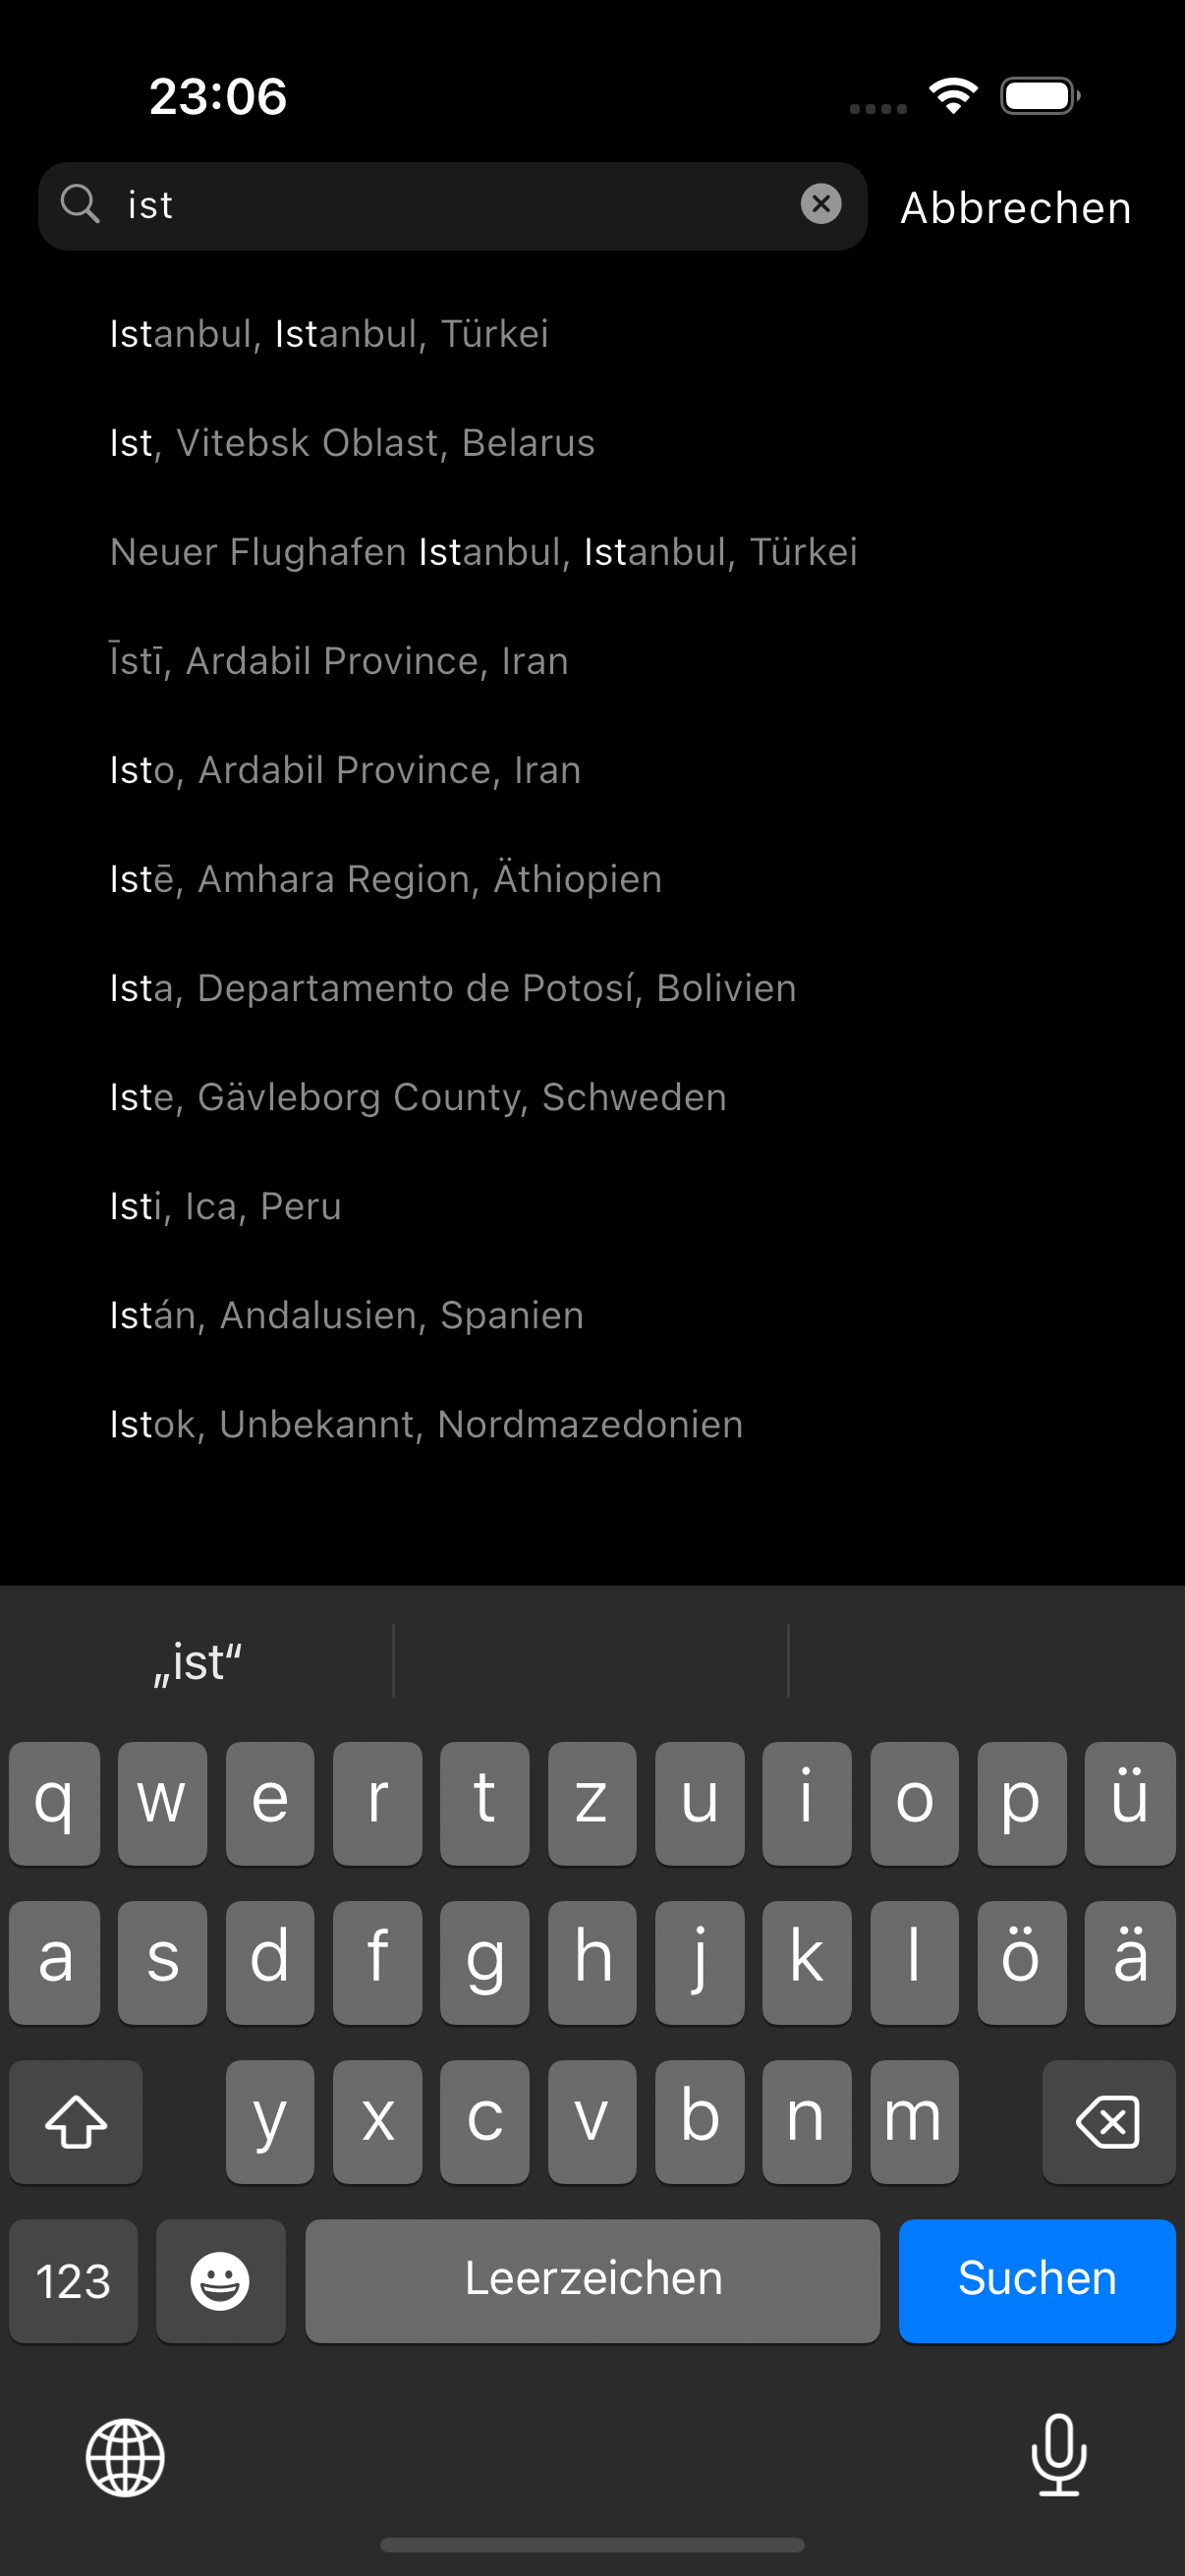 23:06
ist
Abbrechen
Istanbul, Istanbul, Türkei
Ist, Vitebsk Oblast, Belarus
Neuer Flughafen Istanbul, Istanbul, Türkei
Īstī, Ardabil Province, Iran
Isto, Ardabil Province, Iran
Istē, Amhara Region, Äthiopien
Ista, Departamento de Potosí, Bolivien
Iste, Gävleborg County, Schweden
Isti, Ica, Peru
Istán, Andalusien, Spanien
Istok, Unbekannt, Nordmazedonien
„ist“
q w e r t z u i o p ü
a s d f g h j k l ö ä
y x c v b n m
123 Leerzeichen Suchen